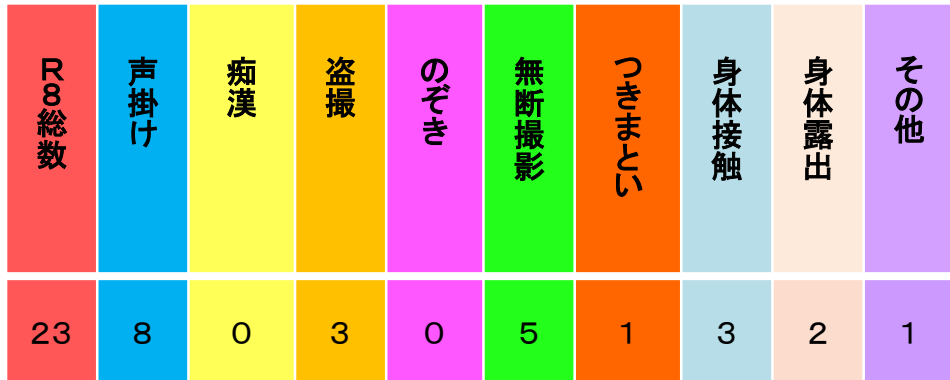 R8総数
声掛け
痴漢
盗撮
のぞき
無断撮影
つきまとい
身体接触
身体露出
その他
23
8
0
3
0
5
1
3
2
1